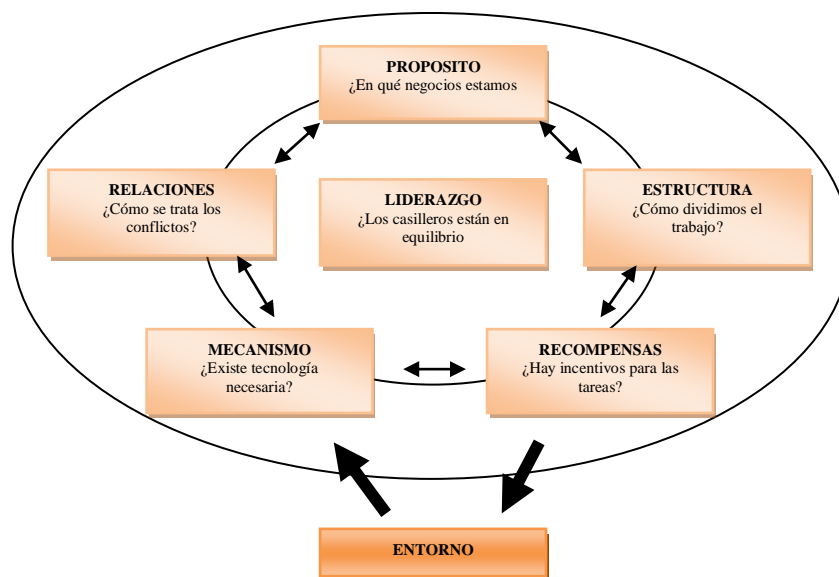 PROPOSITO
¿En qué negocios estamos
RELACIONES
¿Cómo se trata los
conflictos?
LIDERAZGO
¿Los casilleros están en
equilibrio
ESTRUCTURA
¿Cómo dividimos el
trabajo?
MECANISMO
¿Existe tecnología
necesaria?
RECOMPENSAS
¿Hay incentivos para las
tareas?
ENTORNO